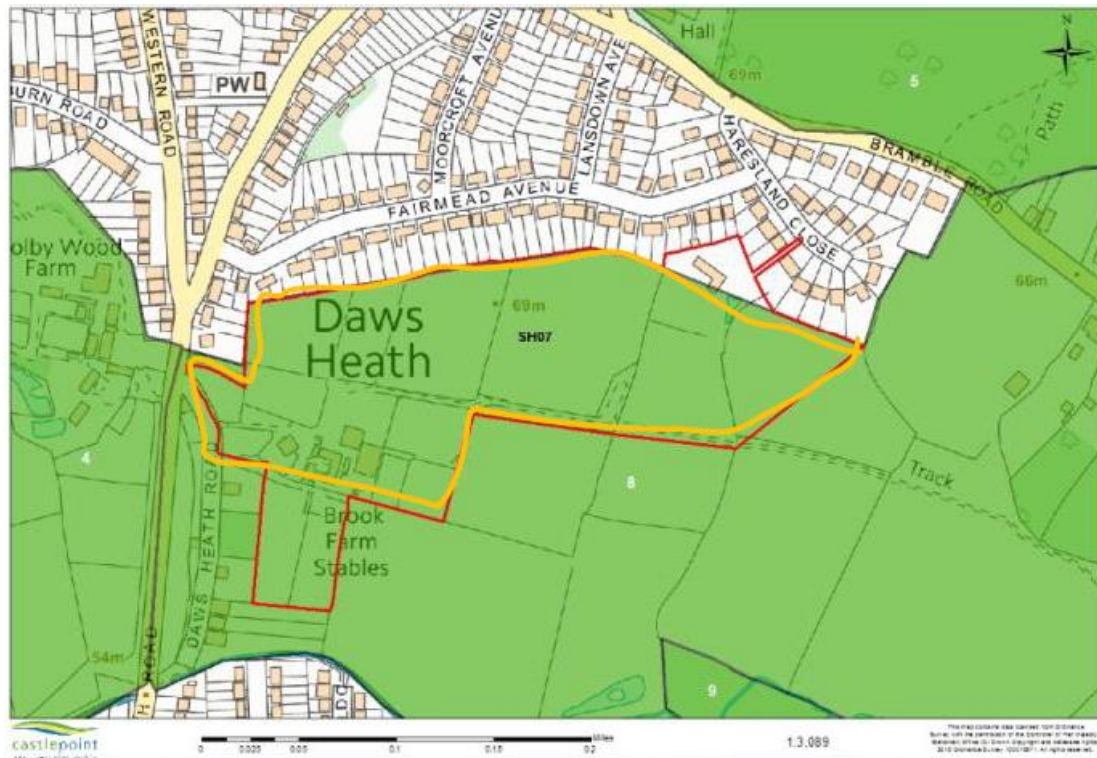 Hall
N
WESTERN ROAD
PW
BURN ROAD
MOORCROFT AVENU
LANSDOWN AVE
69m
5
Path
HARESLAND CLOSE
BRAMBLE ROAD
FAIRMEAD AVENUE
olby Wood
Farm
69m
66m
Daws
Heath
SH07
4
8
Track
DAWS HEATH ROAD
Brook
Farm
Stables
54m
H ROAD
9
castlepoint
Miles
0 0.025 0.05 0.1 0.15 0.2
1:3,089